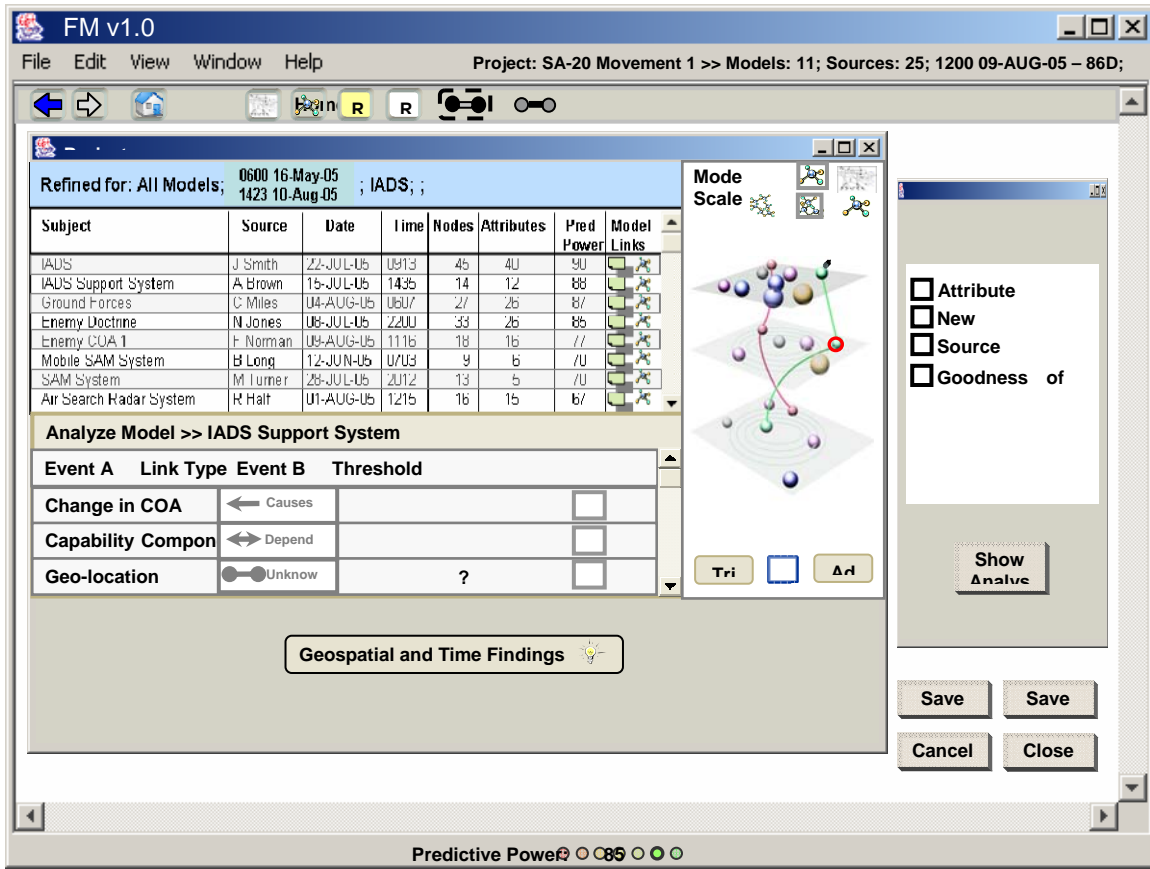 FM v1.0
File Edit View Window Help Project: SA-20 Movement 1 >> Models: 11; Sources: 25; 1200 09-AUG-05 – 86D;
R R
Refined for: All Models; 0600 16-May-05 ; IADS; ;
1423 10-Aug-05
Subject Source Date Time Nodes Attributes Pred Power Model Links
IADS J Smith 22-JUL-05 0913 45 40 90
IADS Support System A Brown 15-JUL-05 1435 14 12 88
Ground Forces C Miles 04-AUG-05 0607 27 26 87
Enemy Doctrine N Jones 08-JUL-05 2200 33 26 85
Enemy COA 1 F Norman 09-AUG-05 1116 18 16 77
Mobile SAM System B Long 12-JUN-05 0703 9 6 70
SAM System M Turner 28-JUL-05 2012 13 5 70
Air Search Radar System R Halt 01-AUG-05 1215 16 15 67
Analyze Model >> IADS Support System
Event A Link Type Event B Threshold
Change in COA Causes
Capability Compon Depend
Geo-location Unknow ?
Geospatial and Time Findings
Mode
Scale
Tri Ad
Attribute
New
Source
Goodness of
Show
Analys
Save Save
Cancel Close
Predictive Power: 85